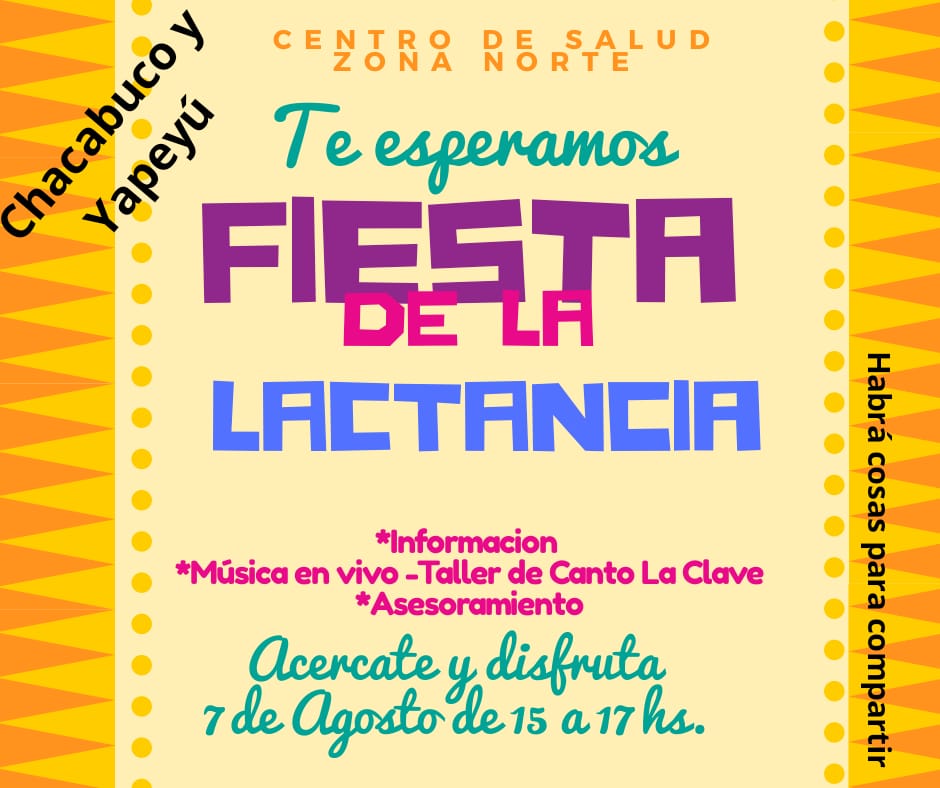 Chacabuco y
Yapeyú
CENTRO DE SALUD
ZONA NORTE
Te esperamos
FIESTA
DE LA
LACTANCIA
*Informacion
*Música en vivo -Taller de Canto La Clave
*Asesoramiento
Acercate y disfruta
7 de Agosto de 15 a 17 hs.
Habrá cosas para compartir